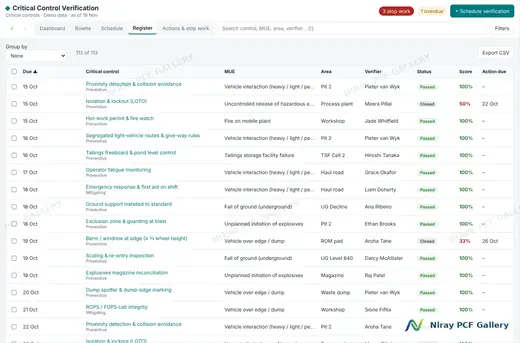 Critical Control Verification
Critical controls · Demo data · as of 19 Nov
3 stop work
1 overdue
+ Schedule verification
Dashboard Bowtie Schedule Register Actions & stop work
Search control, MUE, area, verifier... (/)
Filters
Group by
None
113 of 113
Export CSV
Due ▲ Critical control MUE Area Verifier Status Score Action due
15 Oct Proximity detection & collision avoidance Vehicle interaction (heavy / light / pe... Pit 2 Pieter van Wyk Passed 100% –
Preventive
15 Oct Isolation & lockout (LOTO) Uncontrolled release of hazardous e... Process plant Meera Pillai Closed 50% 22 Oct
Preventive
15 Oct Hot-work permit & fire watch Fire on mobile plant Workshop Jade Whitfield Passed 100% –
Preventive
16 Oct Segregated light-vehicle routes & give-way rules Vehicle interaction (heavy / light / pe... Pit 2 Pieter van Wyk Passed 100% –
Preventive
16 Oct Tailings freeboard & pond level control Tailings storage facility failure TSF Cell 2 Hiroshi Tanaka Passed 100% –
Preventive
17 Oct Operator fatigue monitoring Vehicle interaction (heavy / light / pe... Haul road Grace Okafor Passed 100% –
Preventive
18 Oct Emergency response & first aid on shift Vehicle interaction (heavy / light / pe... Haul road Liam Doherty Passed 100% –
Mitigating
18 Oct Ground support installed to standard Fall of ground (underground) UG Decline Ana Ribeiro Passed 100% –
Preventive
18 Oct Exclusion zone & guarding at blast Unplanned initiation of explosives Pit 2 Ethan Brooks Passed 100% –
Preventive
19 Oct Berm / windrow at edge (≥ ½ wheel height) Vehicle over edge / dump ROM pad Aroha Tane Closed 33% 26 Oct
Preventive
19 Oct Scaling & re-entry inspection Fall of ground (underground) UG Level 640 Darcy McAllister Passed 100% –
Preventive
19 Oct Explosives magazine reconciliation Unplanned initiation of explosives Magazine Raj Patel Passed 100% –
Preventive
20 Oct Dump spotter & dump-edge marking Vehicle over edge / dump Waste dump Pieter van Wyk Passed 100% –
Preventive
21 Oct ROPS / FOPS-cab integrity Vehicle over edge / dump Workshop Sione Fifita Passed 100% –
Mitigating
22 Oct Proximity detection & collision avoidance Vehicle interaction (heavy / light / pe... Pit 2 Aroha Tane
Preventive
Isolation & lockout (LOTO)
Niray PCF Gallery